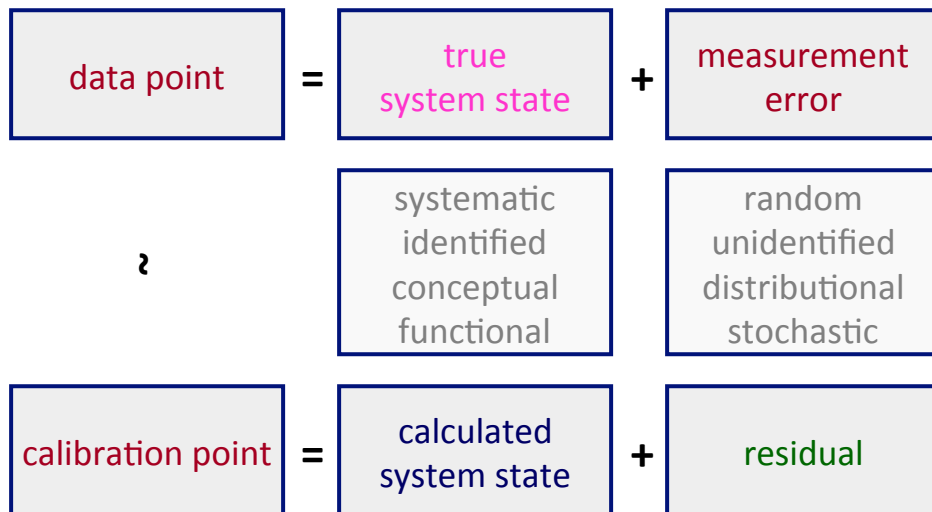 data point = true system state + measurement error
systematic identified conceptual functional
random unidentified distributional stochastic
~
calibration point = calculated system state + residual